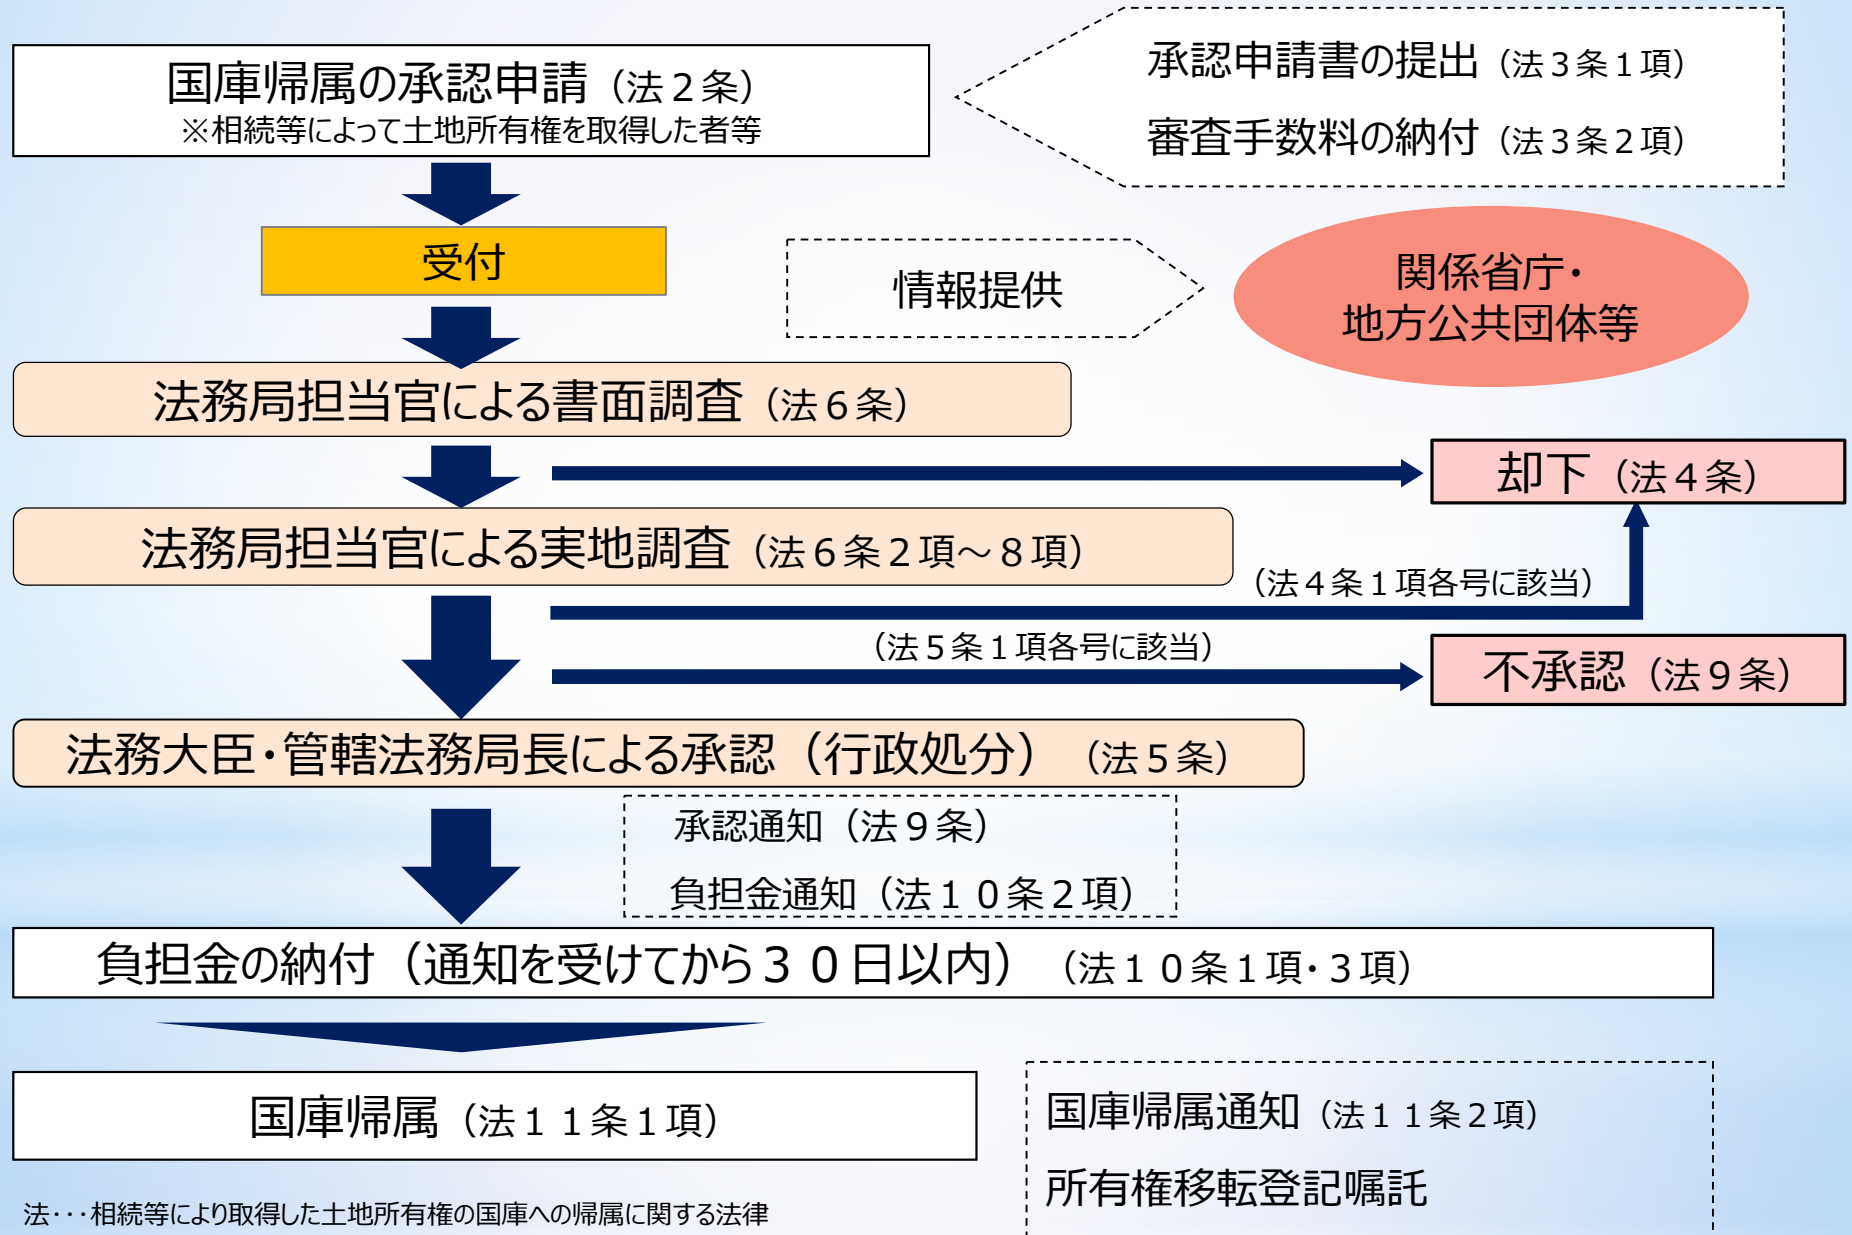 国庫帰属の承認申請（法２条）
※相続等によって土地所有権を取得した者等
承認申請書の提出（法３条１項）
審査手数料の納付（法３条２項）
受付
情報提供
関係省庁・
地方公共団体等
法務局担当官による書面調査（法６条）
却下（法４条）
法務局担当官による実地調査（法６条２項～８項）
（法４条１項各号に該当）
（法５条１項各号に該当）
不承認（法９条）
法務大臣・管轄法務局長による承認（行政処分）（法５条）
承認通知（法９条）
負担金通知（法１０条２項）
負担金の納付（通知を受けてから３０日以内）（法１０条１項・３項）
国庫帰属（法１１条１項）
国庫帰属通知（法１１条２項）
所有権移転登記嘱託
法・・・相続等により取得した土地所有権の国庫への帰属に関する法律